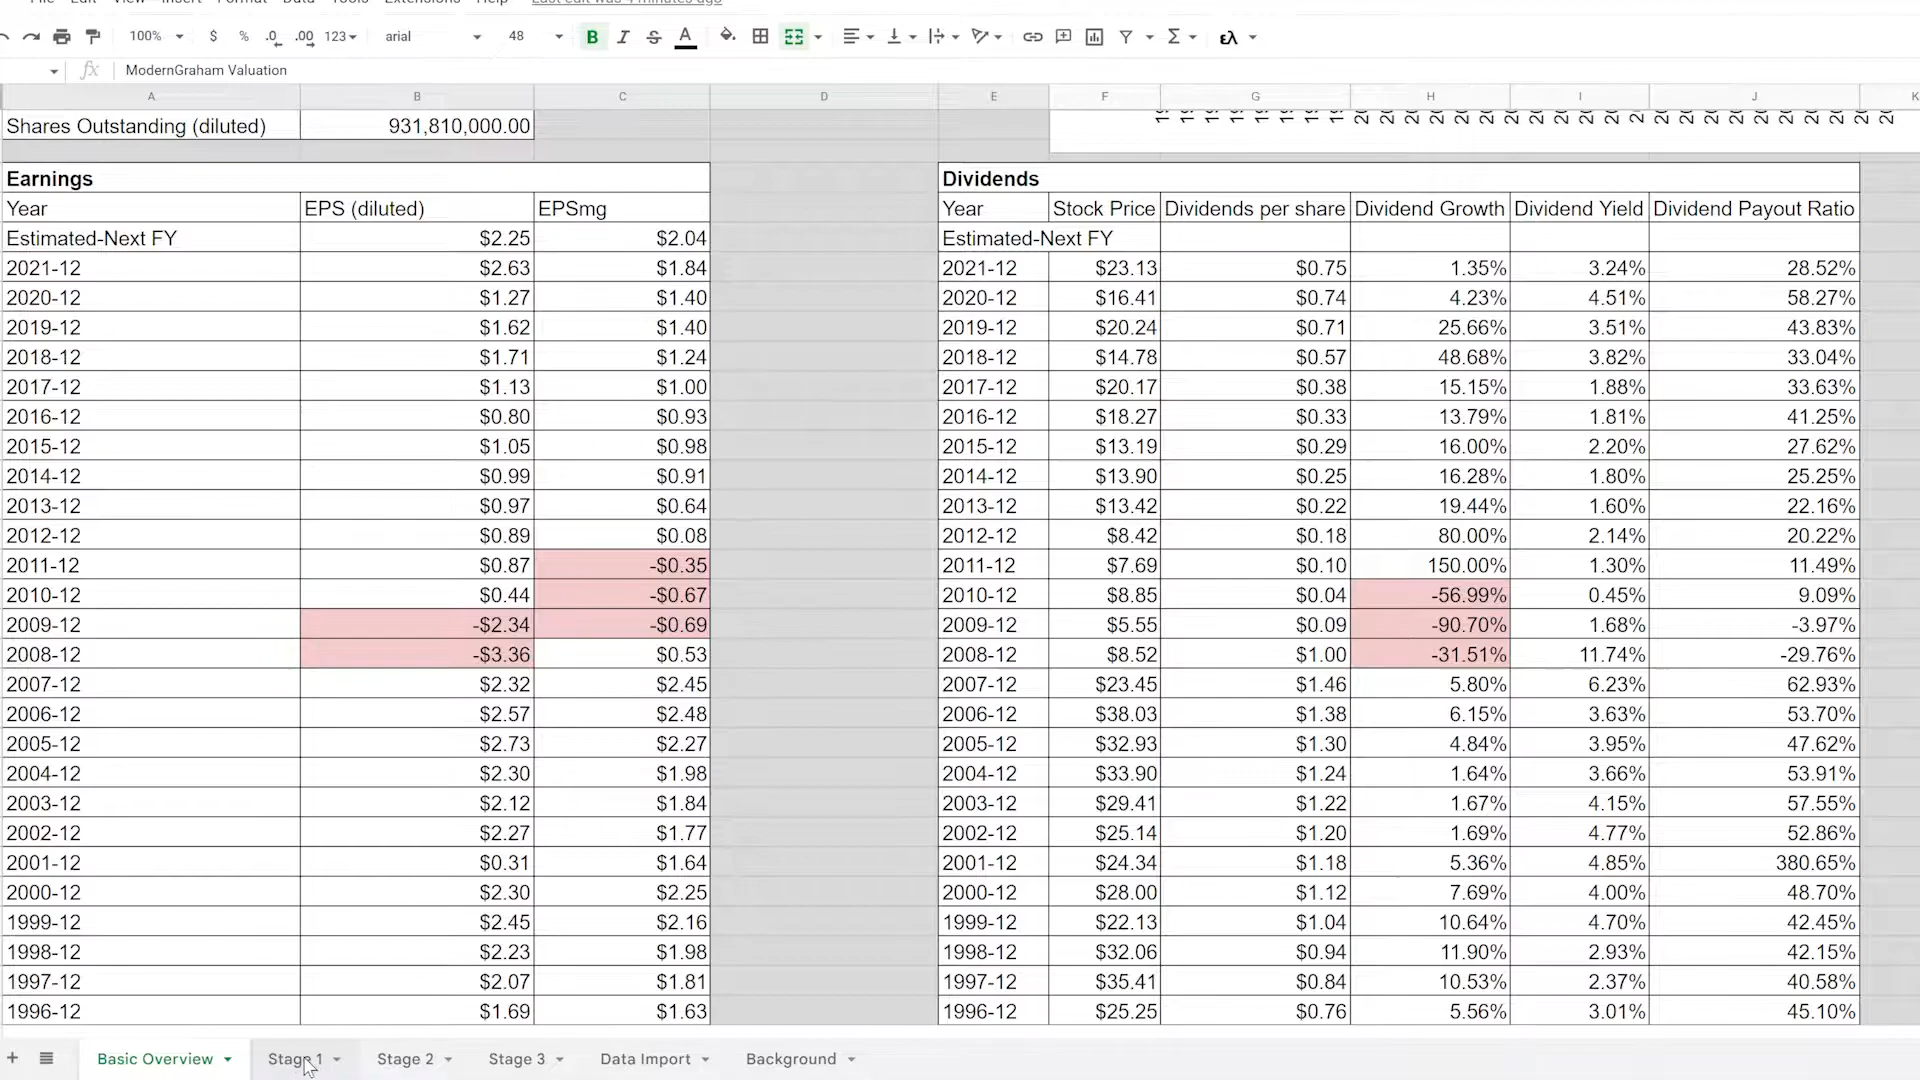 File Edit View Insert Format Data Tools Extensions Help Last edit was 4 minutes ago
100% $ % .0 .00 123 arial 48 B I S A Σ ελ
fx ModernGraham Valuation
A B C D E F G H I J K
Shares Outstanding (diluted) 931,810,000.00
Earnings Dividends
Year EPS (diluted) EPSmg Year Stock Price Dividends per share Dividend Growth Dividend Yield Dividend Payout Ratio
Estimated-Next FY $2.25 $2.04 Estimated-Next FY
2021-12 $2.63 $1.84 2021-12 $23.13 $0.75 1.35% 3.24% 28.52%
2020-12 $1.27 $1.40 2020-12 $16.41 $0.74 4.23% 4.51% 58.27%
2019-12 $1.62 $1.40 2019-12 $20.24 $0.71 25.66% 3.51% 43.83%
2018-12 $1.71 $1.24 2018-12 $14.78 $0.57 48.68% 3.82% 33.04%
2017-12 $1.13 $1.00 2017-12 $20.17 $0.38 15.15% 1.88% 33.63%
2016-12 $0.80 $0.93 2016-12 $18.27 $0.33 13.79% 1.81% 41.25%
2015-12 $1.05 $0.98 2015-12 $13.19 $0.29 16.00% 2.20% 27.62%
2014-12 $0.99 $0.91 2014-12 $13.90 $0.25 16.28% 1.80% 25.25%
2013-12 $0.97 $0.64 2013-12 $13.42 $0.22 19.44% 1.60% 22.16%
2012-12 $0.89 $0.08 2012-12 $8.42 $0.18 80.00% 2.14% 20.22%
2011-12 $0.87 -$0.35 2011-12 $7.69 $0.10 150.00% 1.30% 11.49%
2010-12 $0.44 -$0.67 2010-12 $8.85 $0.04 -56.99% 0.45% 9.09%
2009-12 -$2.34 -$0.69 2009-12 $5.55 $0.09 -90.70% 1.68% -3.97%
2008-12 -$3.36 $0.53 2008-12 $8.52 $1.00 -31.51% 11.74% -29.76%
2007-12 $2.32 $2.45 2007-12 $23.45 $1.46 5.80% 6.23% 62.93%
2006-12 $2.57 $2.48 2006-12 $38.03 $1.38 6.15% 3.63% 53.70%
2005-12 $2.73 $2.27 2005-12 $32.93 $1.30 4.84% 3.95% 47.62%
2004-12 $2.30 $1.98 2004-12 $33.90 $1.24 1.64% 3.66% 53.91%
2003-12 $2.12 $1.84 2003-12 $29.41 $1.22 1.67% 4.15% 57.55%
2002-12 $2.27 $1.77 2002-12 $25.14 $1.20 1.69% 4.77% 52.86%
2001-12 $0.31 $1.64 2001-12 $24.34 $1.18 5.36% 4.85% 380.65%
2000-12 $2.30 $2.25 2000-12 $28.00 $1.12 7.69% 4.00% 48.70%
1999-12 $2.45 $2.16 1999-12 $22.13 $1.04 10.64% 4.70% 42.45%
1998-12 $2.23 $1.98 1998-12 $32.06 $0.94 11.90% 2.93% 42.15%
1997-12 $2.07 $1.81 1997-12 $35.41 $0.84 10.53% 2.37% 40.58%
1996-12 $1.69 $1.63 1996-12 $25.25 $0.76 5.56% 3.01% 45.10%
+ Basic Overview Stage 1 Stage 2 Stage 3 Data Import Background